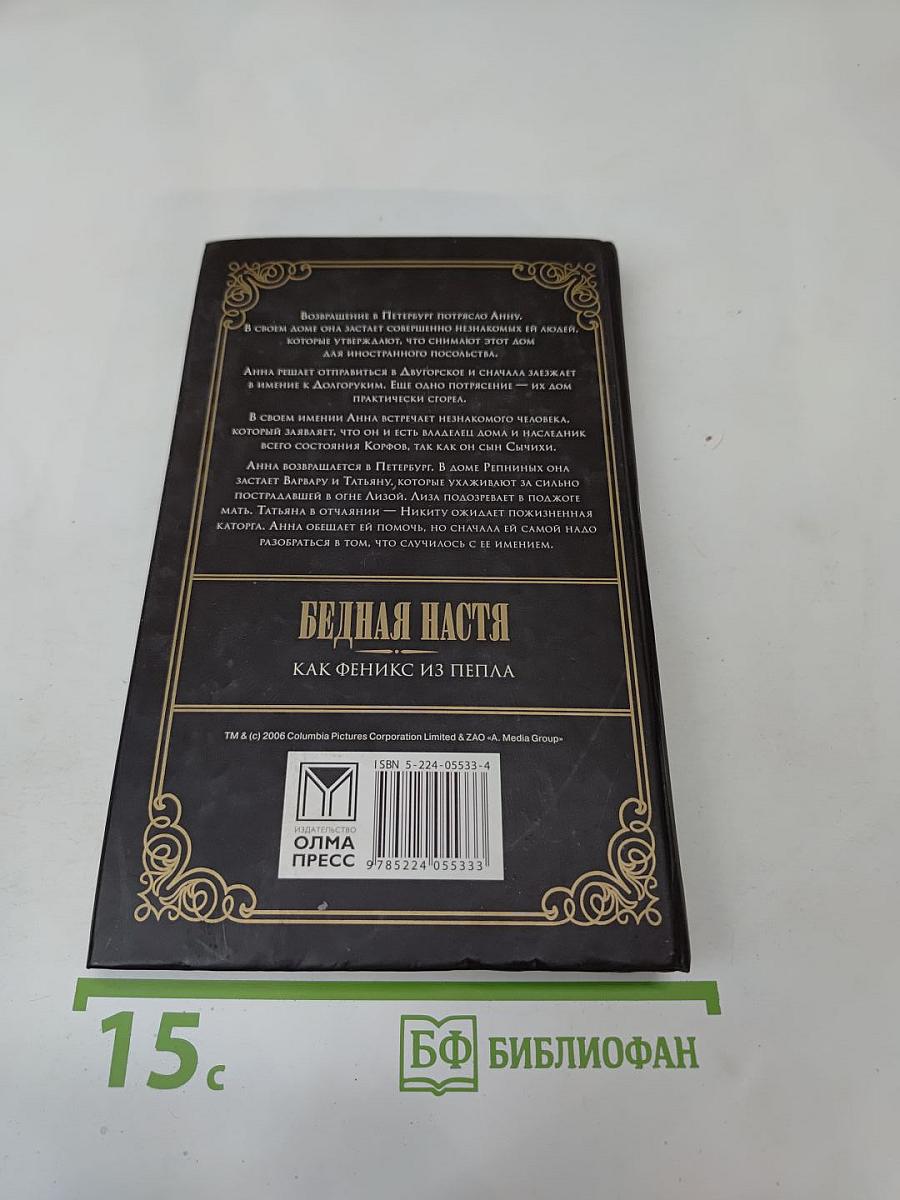 Возвращение в Петербург потрясло Анну.
В своем доме она застает совершенно незнакомых ей людей,
которые утверждают, что снимают этот дом
для иностранного посольства.
Анна решает отправиться в Двугорское и сначала заезжает
в имение к Долгоруким. Еще одно потрясение — их дом
практически сгорел.
В своем имении Анна встречает незнакомого человека,
который заявляет, что он и есть владелец дома и наследник
всего состояния Корфов, так как он сын Сычихи.
Анна возвращается в Петербург. В доме Репниных она
застает Варвару и Татьяну, которые ухаживают за сильно
пострадавшей в огне Лизой. Лиза подозревает в поджоге
мать. Татьяна в отчаянии — Никиту ожидает пожизненная
каторга. Анна обещает ей помочь, но сначала ей самой надо
разобраться в том, что случилось с ее имением.
БЕДНАЯ НАСТЯ
КАК ФЕНИКС ИЗ ПЕПЛА
TM & (c) 2006 Columbia Pictures Corporation Limited & ZAO «A. Media Group»
ISBN 5-224-05533-4
ИЗДАТЕЛЬСТВО
ОЛМА
ПРЕСС
9 785224 055333
15 с
БФ БИБЛИОФАН